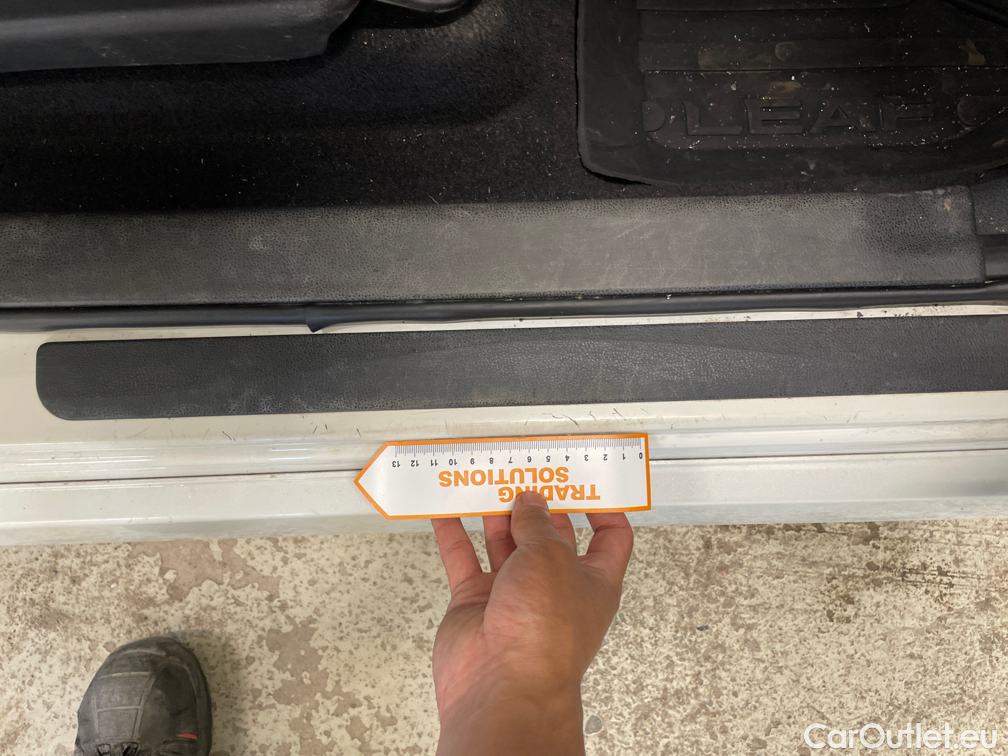 LEAF
0 1 2 3 4 5 6 7 8 9 10 11 12 13
TRADING
SOLUTIONS
CarOutlet.eu